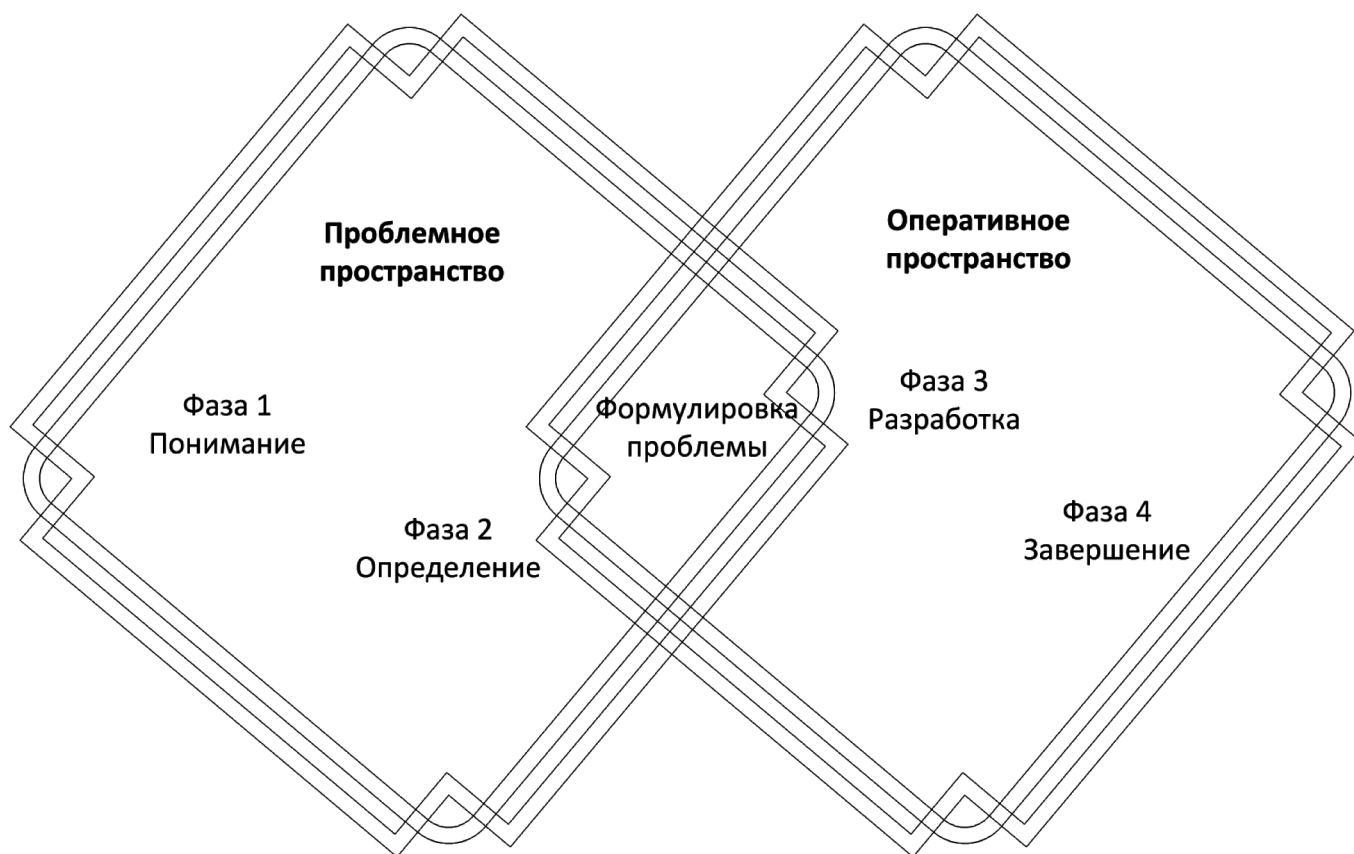 Проблемное
пространство
Оперативное
пространство
Фаза 1
Понимание
Фаза 2
Определение
Формулировка
проблемы
Фаза 3
Разработка
Фаза 4
Завершение